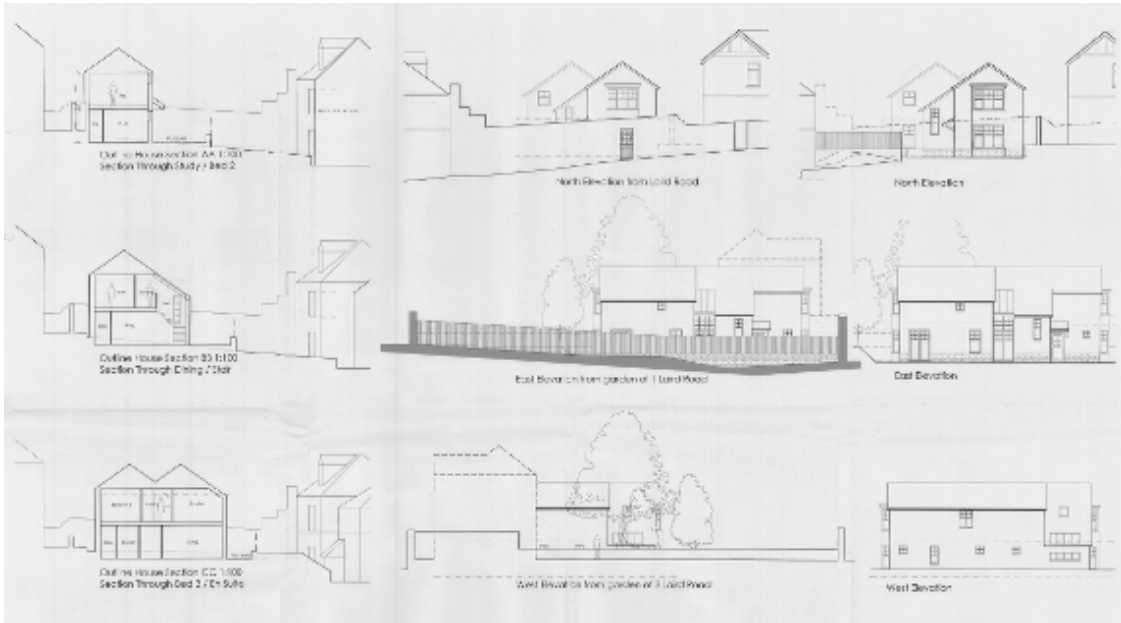 Outline House section AA 1:100
Section Through Study / Bed 2
North Elevation from Laird Road
North Elevation
Outline House Section BB 1:100
Section Through Dining / Stair
East Elevation from garden of 1 Laird Road
East Elevation
Outline House Section CC 1:100
Section Through Bed 3 / En Suite
West Elevation from garden of 3 Laird Road
West Elevation